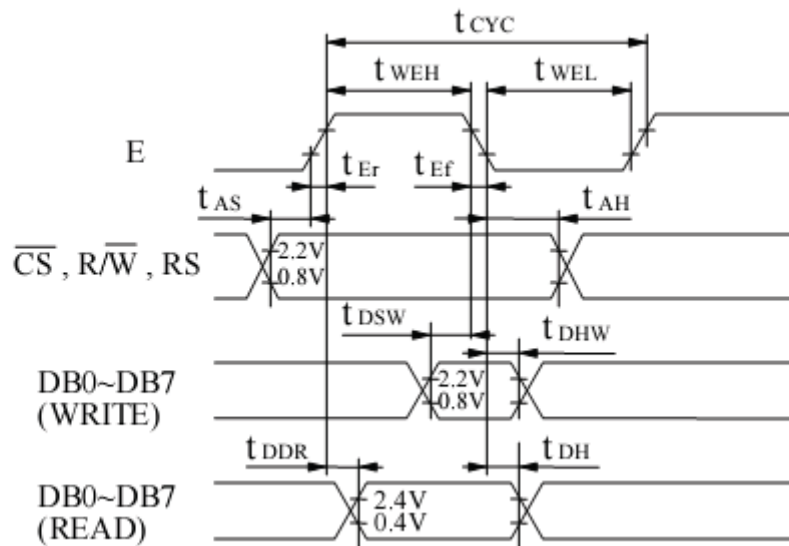 tCYC
tWEH tWEL
E
tEr tEf
tAS tAH
CS , R/W , RS
2.2V
0.8V
tDSW tDHW
DB0~DB7
(WRITE)
2.2V
0.8V
tDDR tDH
DB0~DB7
(READ)
2.4V
0.4V